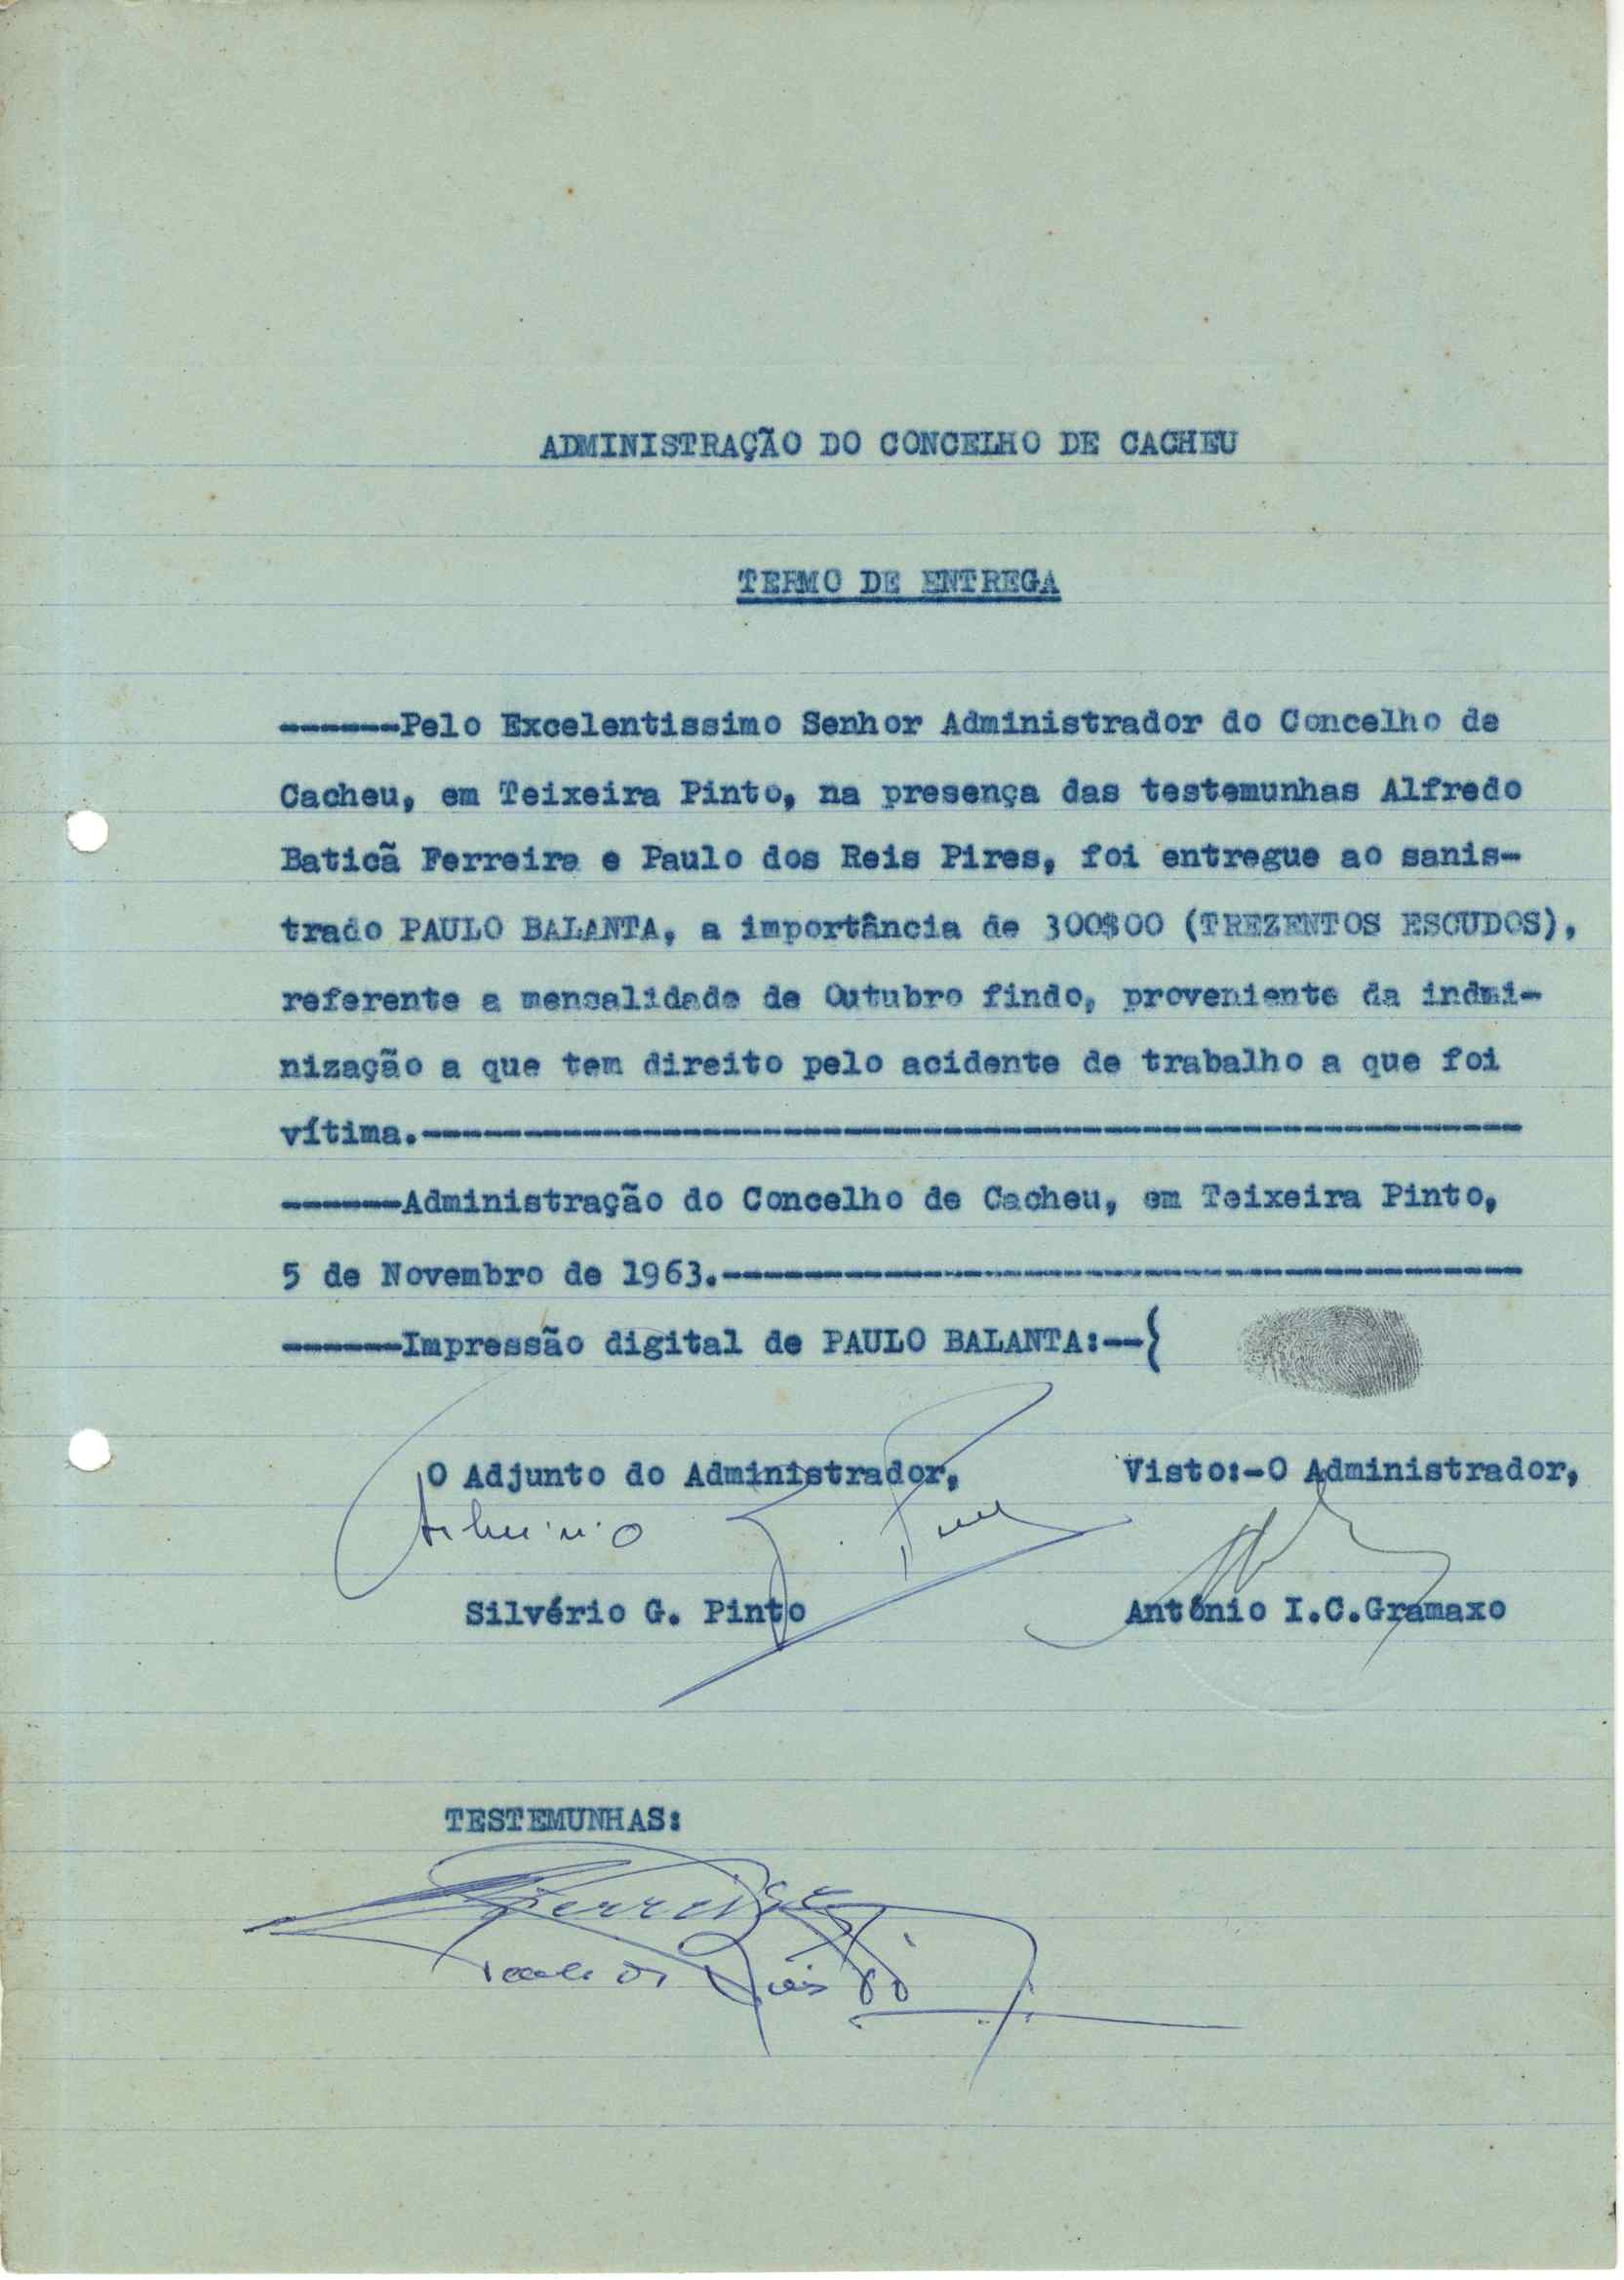 ADMINISTRAÇÃO DO CONCELHO DE CACHEU
TERMO DE ENTREGA
------Pelo Excelentissimo Senhor Administrador do Concelho de
Cacheu, em Teixeira Pinto, na presença das testemunhas Alfredo
Baticã Ferreira e Paulo dos Reis Pires, foi entregue ao sanis-
trado PAULO BALANTA, a importância de 300$00 (TREZENTOS ESCUDOS),
referente a mensalidade de Outubro findo, proveniente da indmi-
nização a que tem direito pelo acidente de trabalho a que foi
vítima.-------------------------------------------------------
------Administração do Concelho de Cacheu, em Teixeira Pinto,
5 de Novembro de 1963.----------------------------------------
------Impressão digital de PAULO BALANTA:--{
O Adjunto do Administrador, Visto:-O Administrador,
Silvério G. Pinto António I.C.Gramaxo
TESTEMUNHAS:
Ferreira